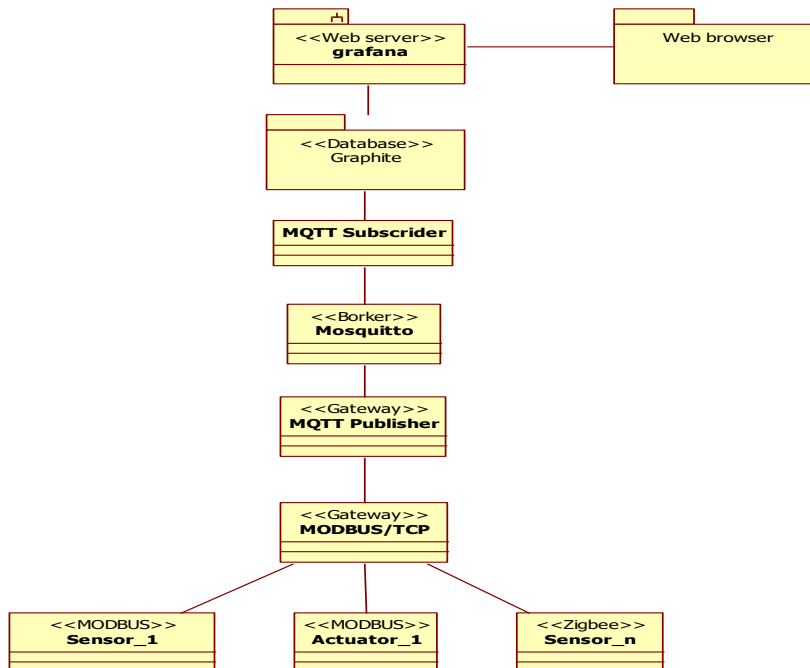 <<Web server>>
grafana
Web browser
<<Database>>
Graphite
MQTT Subscrider
<<Borker>>
Mosquitto
<<Gateway>>
MQTT Publisher
<<Gateway>>
MODBUS/TCP
<<MODBUS>>
Sensor_1
<<MODBUS>>
Actuator_1
<<Zigbee>>
Sensor_n